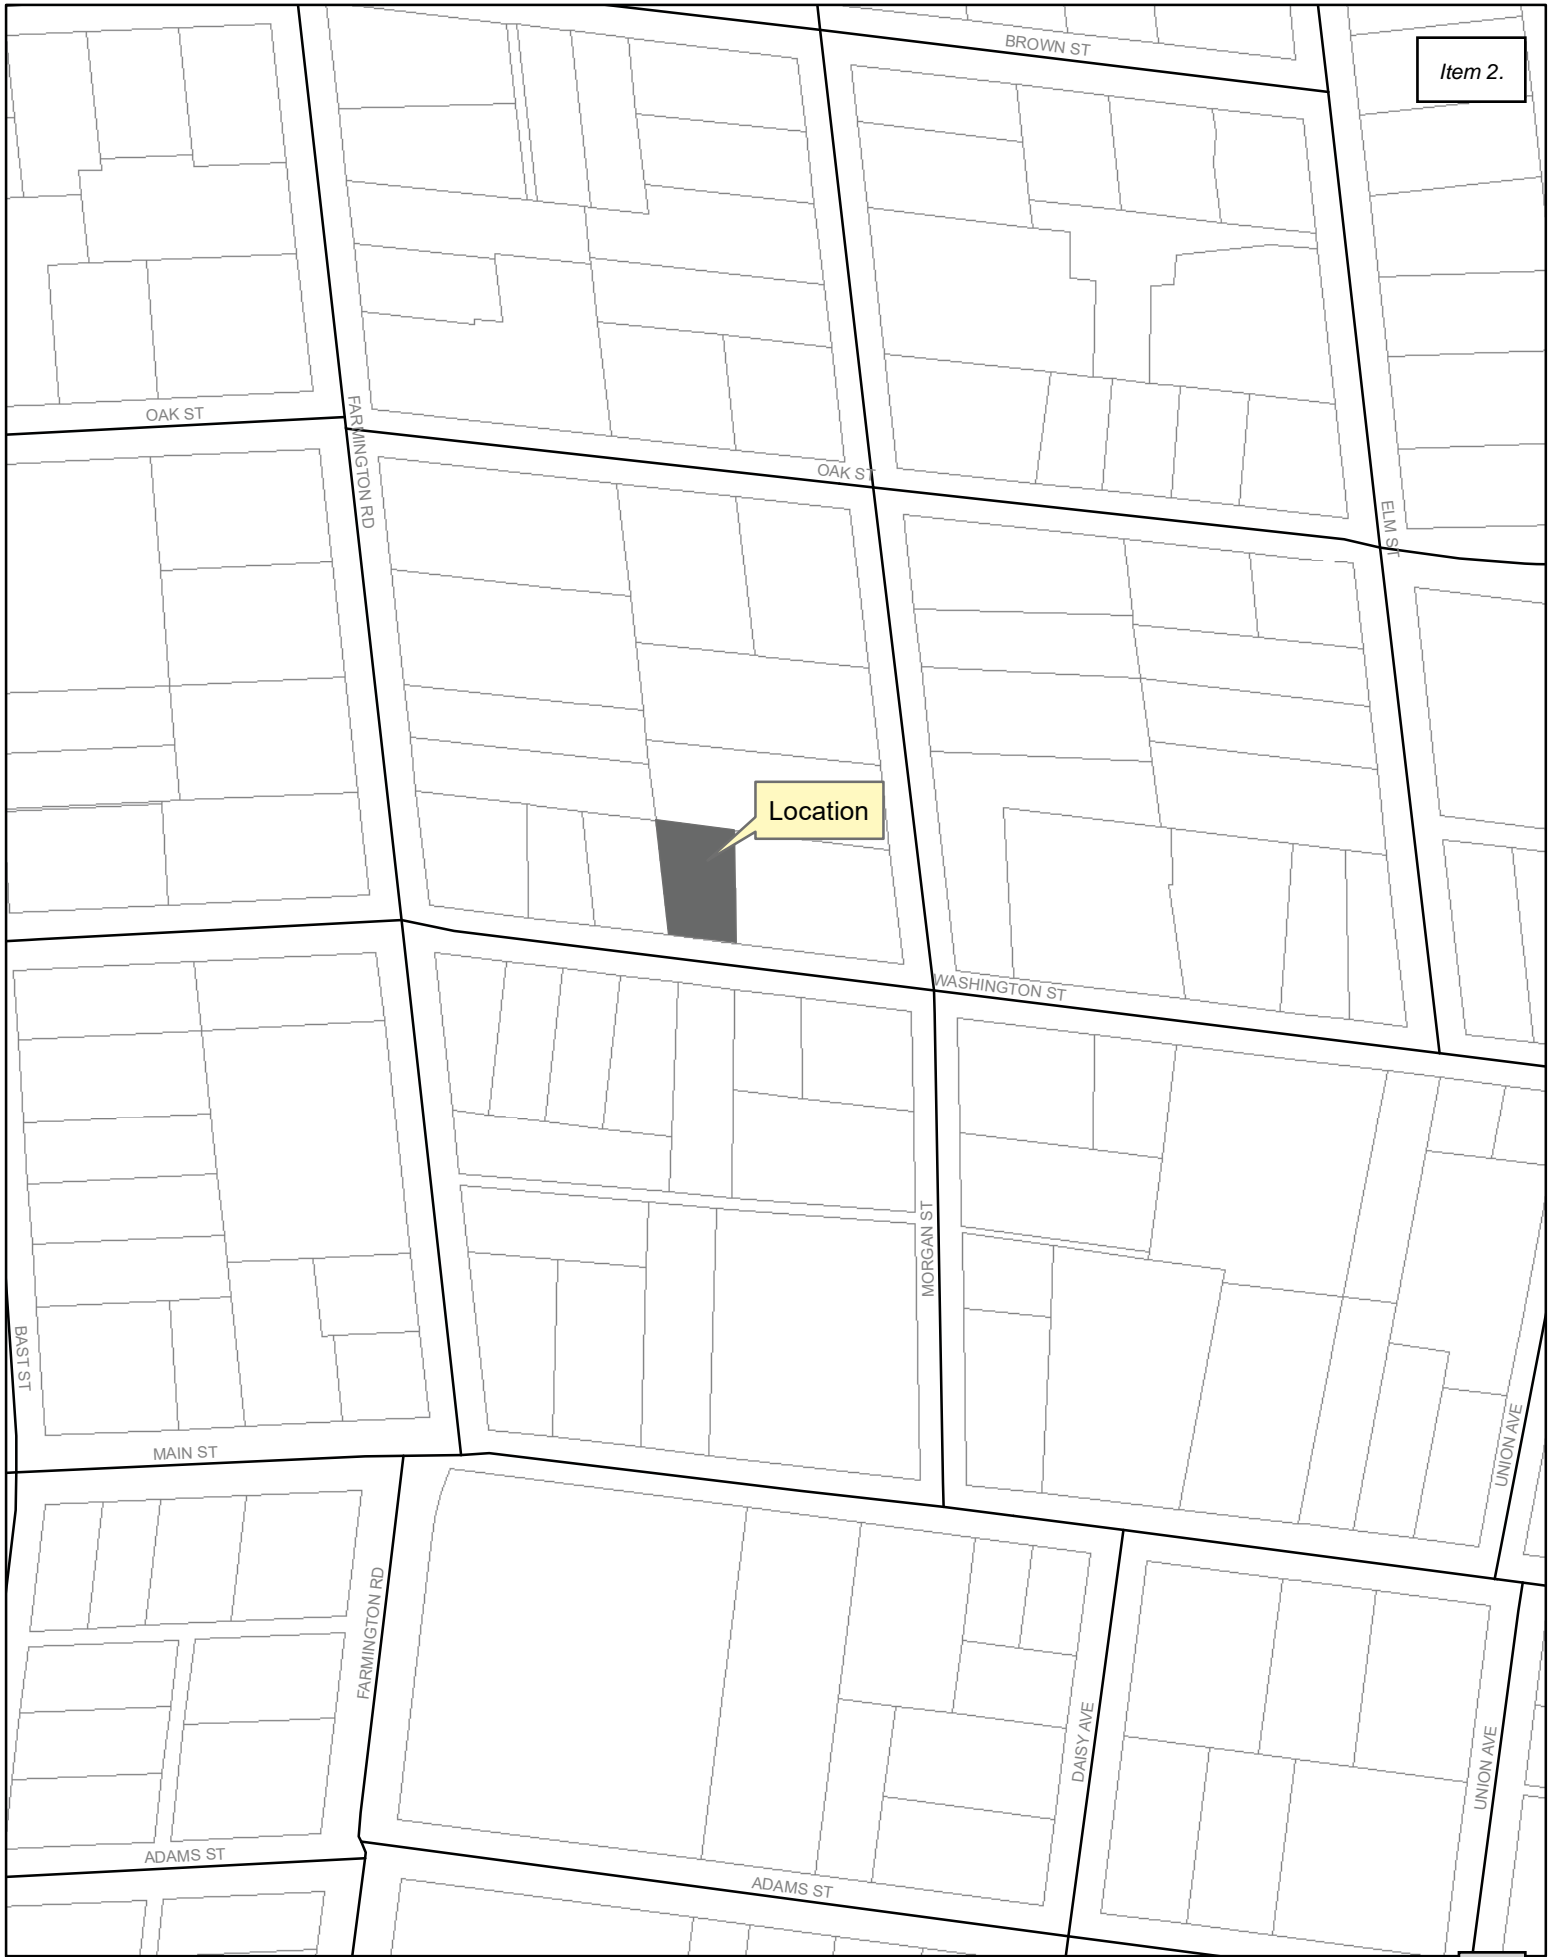 BROWN ST
Item 2.
OAK ST
FARMINGTON RD
OAK ST
ELM ST
Location
WASHINGTON ST
MORGAN ST
BAST ST
MAIN ST
UNION AVE
FARMINGTON RD
DAISY AVE
UNION AVE
ADAMS ST
ADAMS ST